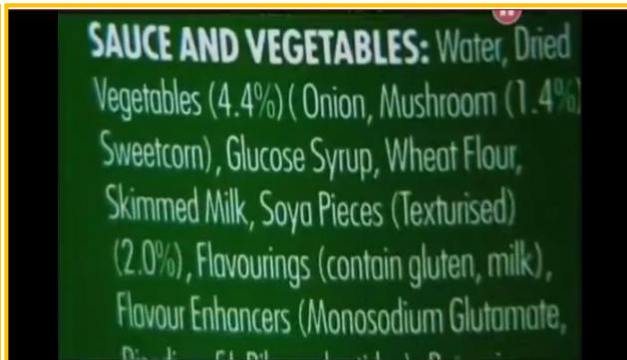 SAUCE AND VEGETABLES: Water, Dried
Vegetables (4.4%) ( Onion, Mushroom (1.4%)
Sweetcorn), Glucose Syrup, Wheat Flour,
Skimmed Milk, Soya Pieces (Texturised)
(2.0%), Flavourings (contain gluten, milk),
Flavour Enhancers (Monosodium Glutamate,